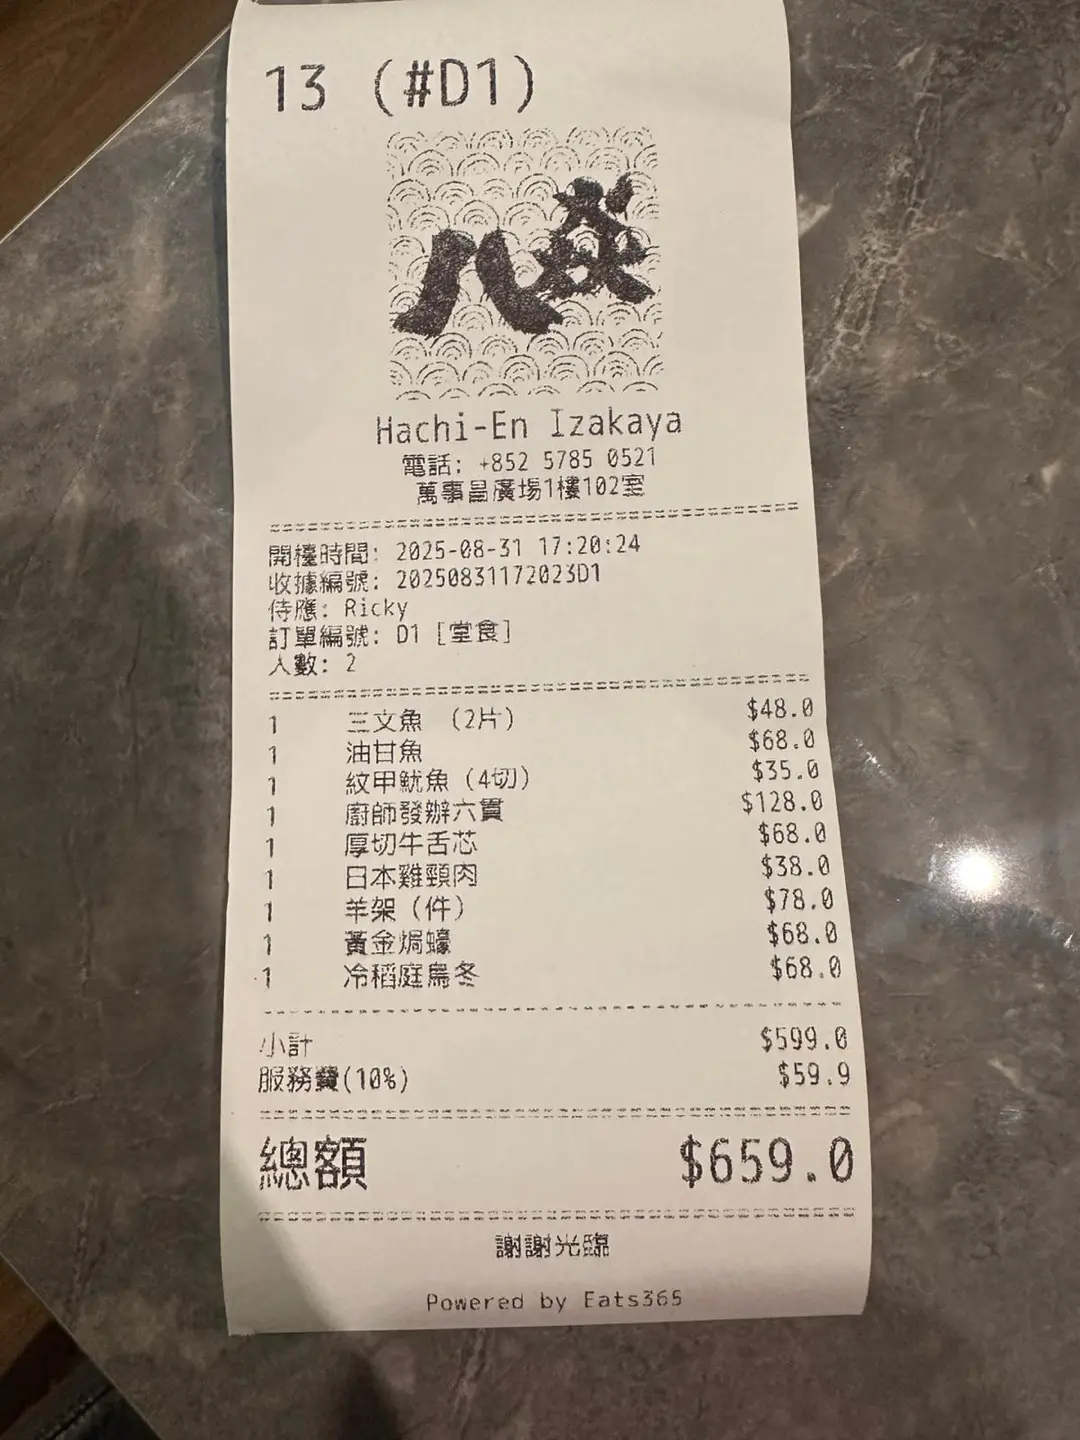 13 (#D1)
八炎
Hachi-En Izakaya
電話: +852 5785 0521
萬事昌廣場1樓102室
開檯時間: 2025-08-31 17:20:24
收據編號: 20250831172023D1
侍應: Ricky
訂單編號: D1 [堂食]
人數: 2
1 三文魚 (2片) $48.0
1 油甘魚 $68.0
1 紋甲魷魚 (4切) $35.0
1 廚師發辦六貫 $128.0
1 厚切牛舌芯 $68.0
1 日本雞頸肉 $38.0
1 羊架 (件) $78.0
1 黃金焗蠔 $68.0
1 冷稻庭烏冬 $68.0
小計 $599.0
服務費(10%) $59.9
總額 $659.0
謝謝光臨
Powered by Eats365